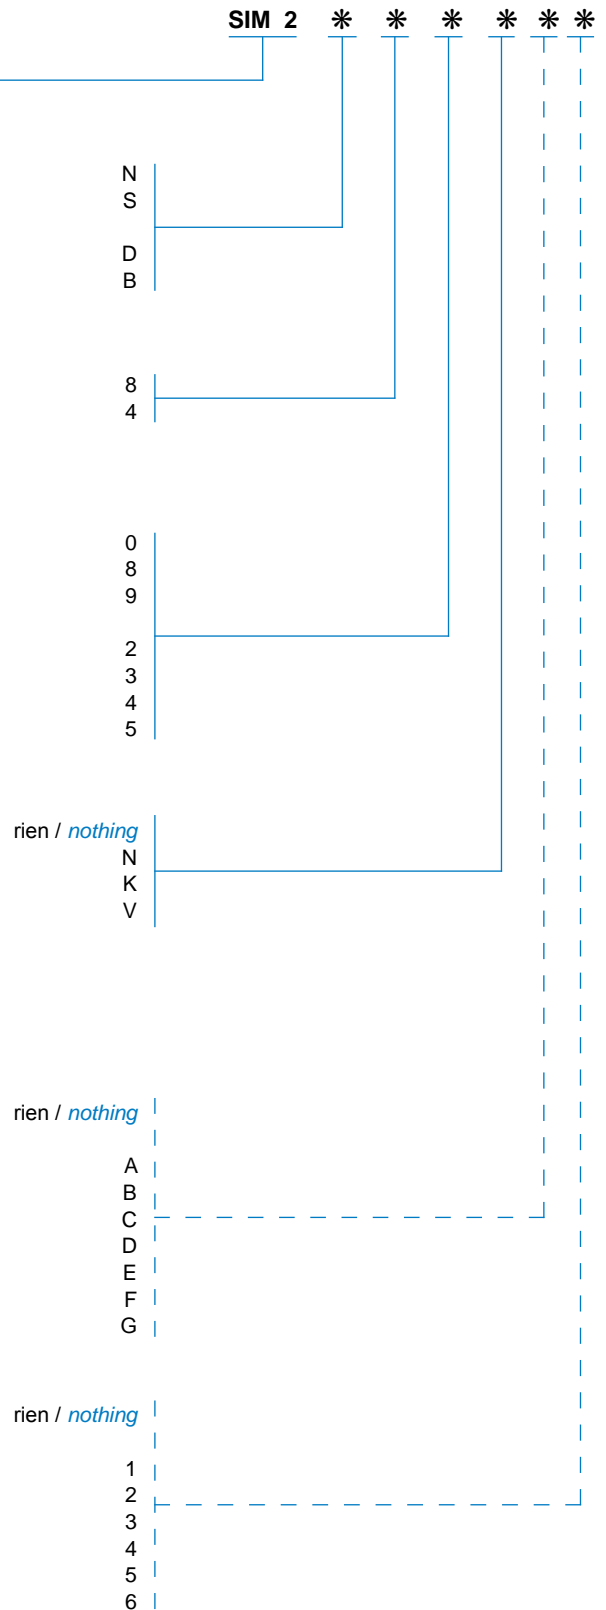 SIM 2 ❋ ❋ ❋ ❋ ❋ ❋
N
S
D
B
8
4
0
8
9
2
3
4
5
rien / nothing
N
K
V
rien / nothing
A
B
C
D
E
F
G
rien / nothing
1
2
3
4
5
6